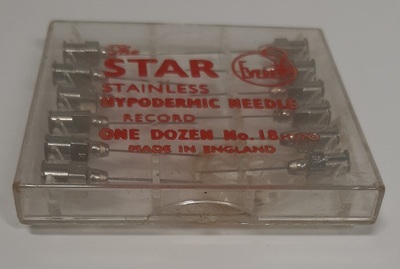 The
STAR
STAINLESS
HYPODERMIC NEEDLE
RECORD
ONE DOZEN No. 18
MADE IN ENGLAND